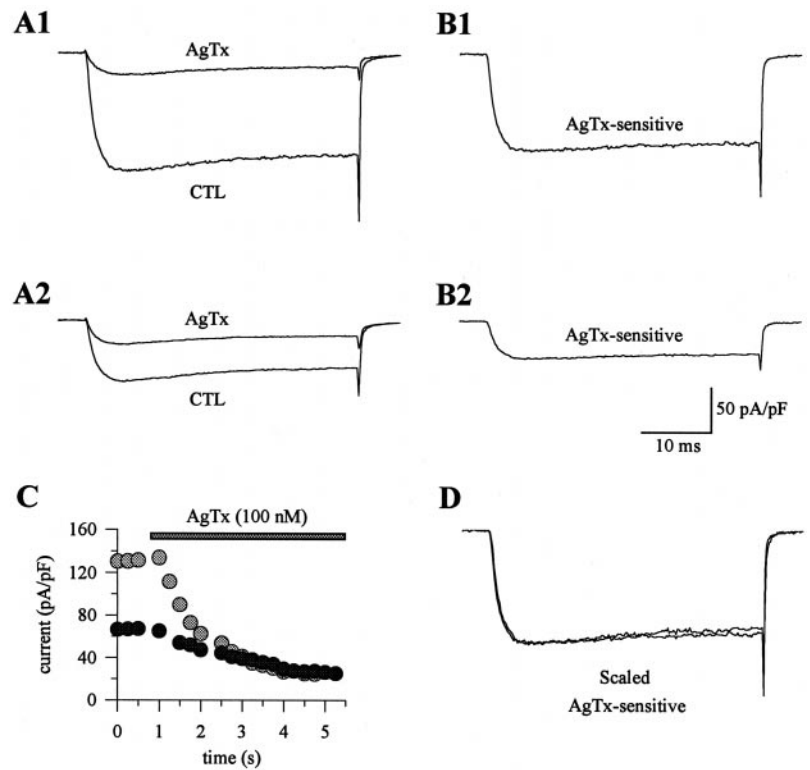 A1
AgTx
CTL
B1
AgTx-sensitive
A2
AgTx
CTL
B2
AgTx-sensitive
50 pA/pF
10 ms
C
AgTx (100 nM)
160
120
80
40
0
current (pA/pF)
0 1 2 3 4 5
time (s)
D
Scaled
AgTx-sensitive